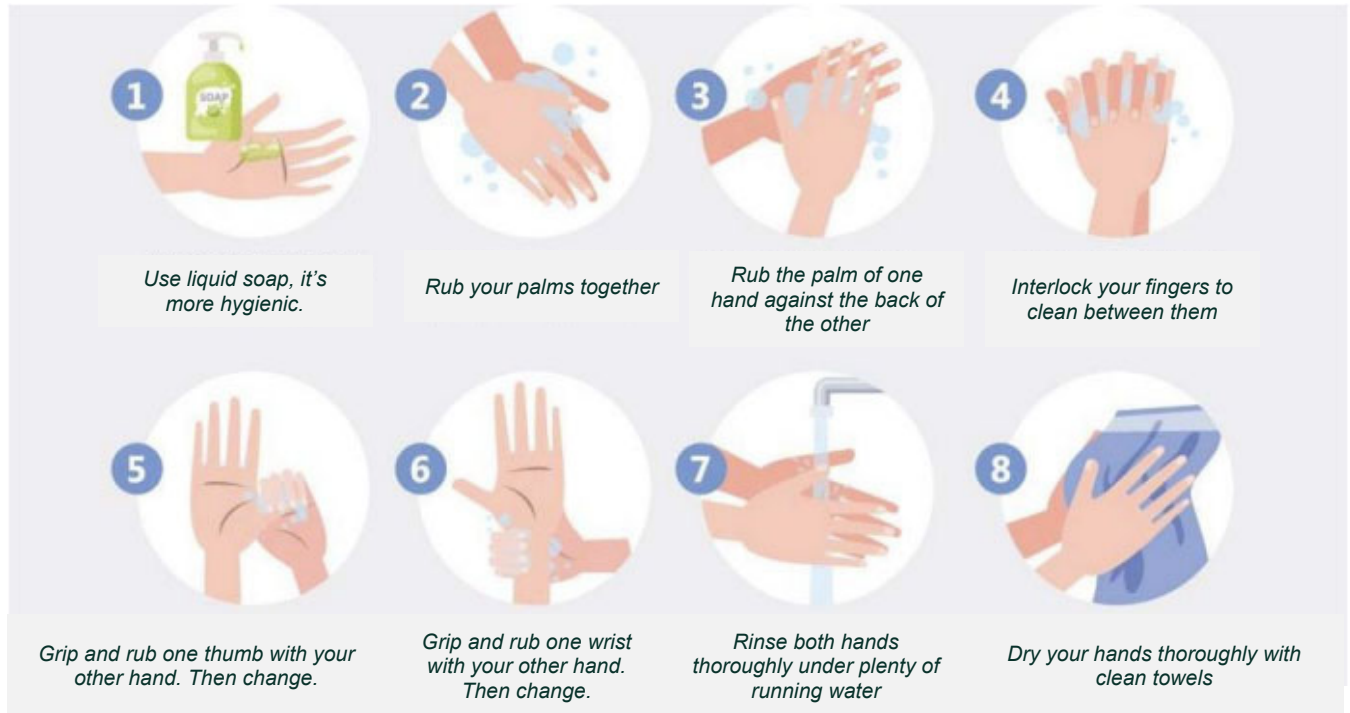 1
SOAP
Use liquid soap, it's
more hygienic.
2
Rub your palms together
3
Rub the palm of one
hand against the back of
the other
4
Interlock your fingers to
clean between them
5
Grip and rub one thumb with your
other hand. Then change.
6
Grip and rub one wrist
with your other hand.
Then change.
7
Rinse both hands
thoroughly under plenty of
running water
8
Dry your hands thoroughly with
clean towels